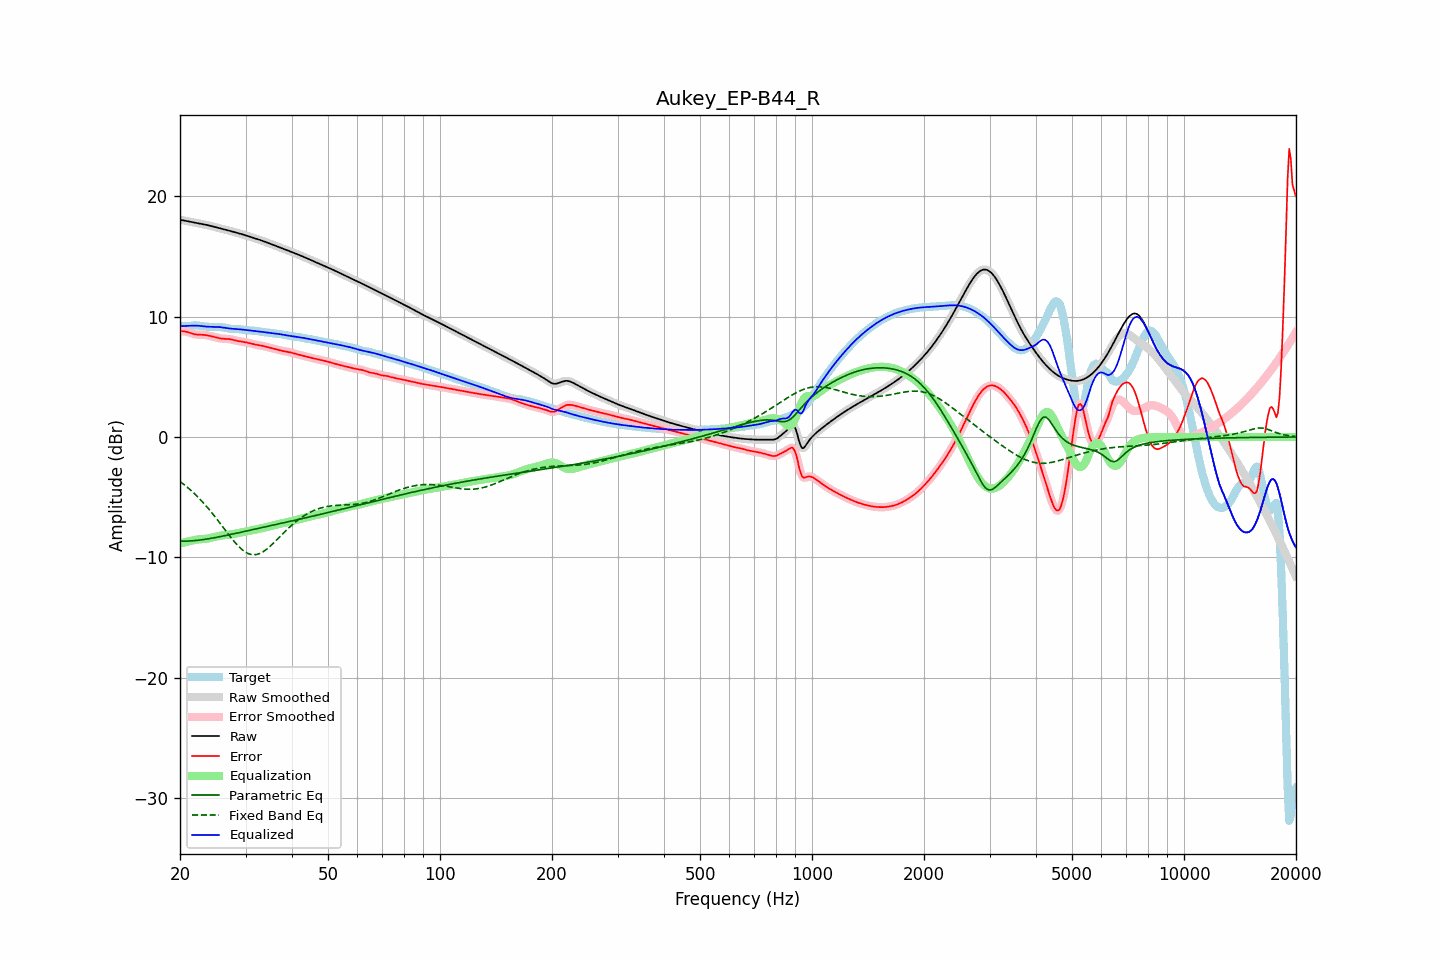 Aukey_EP-B44_R
Amplitude (dBr)
20
10
0
−10
−20
−30
Target
Raw Smoothed
Error Smoothed
Raw
Error
Equalization
Parametric Eq
Fixed Band Eq
Equalized
20 50 100 200 500 1000 2000 5000 10000 20000
Frequency (Hz)